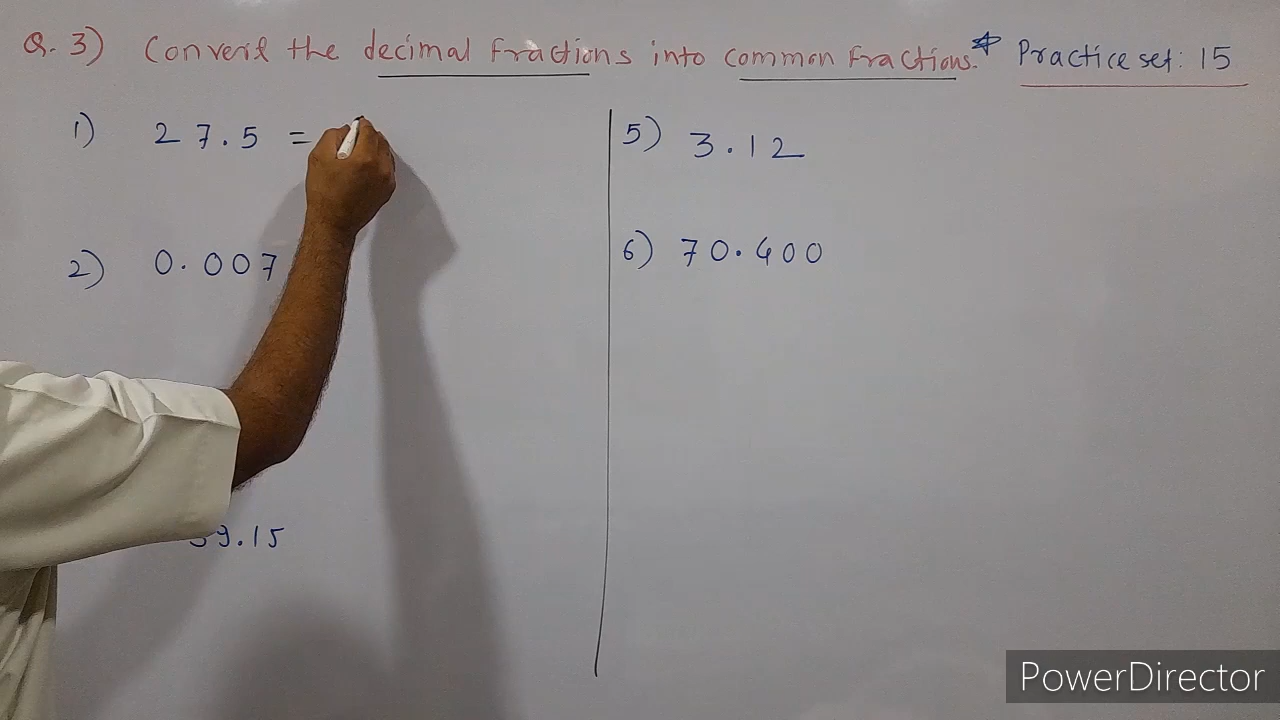 Q. 3) Convert the decimal fractions into common fractions.* Practice set: 15
1) 27.5 =
2) 0.007
39.15
5) 3.12
6) 70.400
PowerDirector